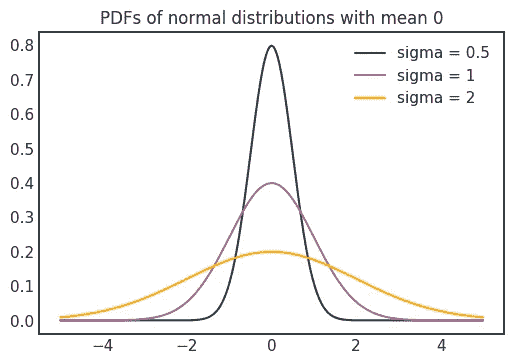 PDFs of normal distributions with mean 0
0.8
0.7
0.6
0.5
0.4
0.3
0.2
0.1
0.0
sigma = 0.5
sigma = 1
sigma = 2
−4 −2 0 2 4